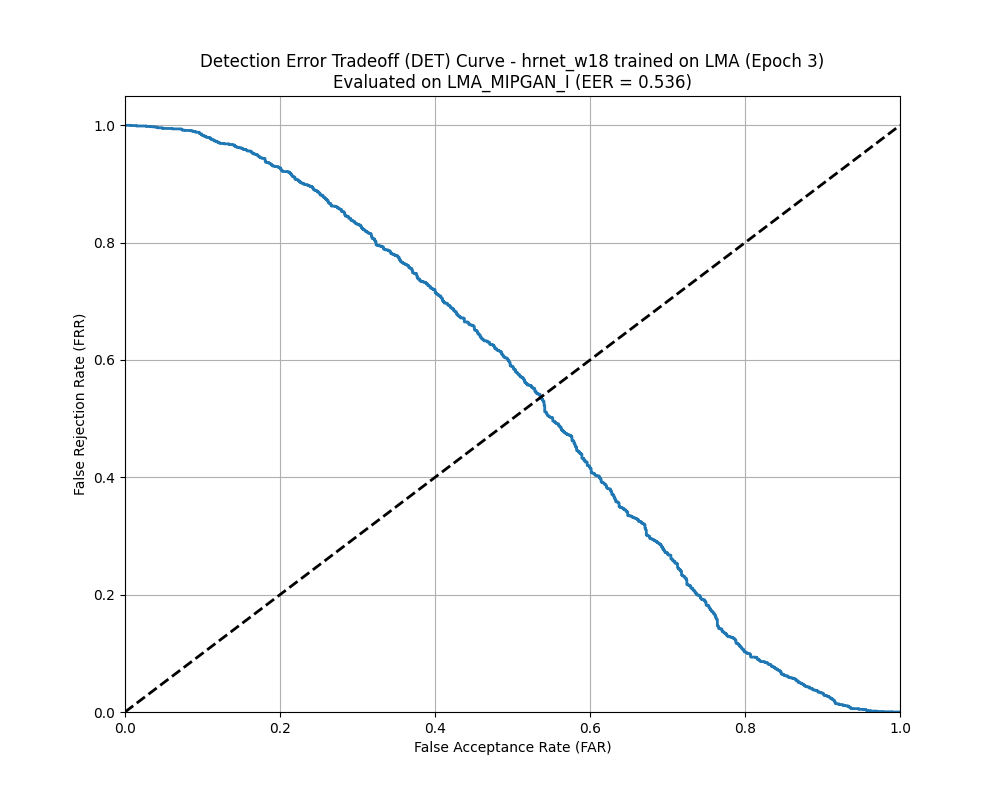 Detection Error Tradeoff (DET) Curve - hrnet_w18 trained on LMA (Epoch 3)
Evaluated on LMA_MIPGAN_I (EER = 0.536)
1.0
0.8
0.6
0.4
0.2
0.0
False Rejection Rate (FRR)
0.0 0.2 0.4 0.6 0.8 1.0
False Acceptance Rate (FAR)